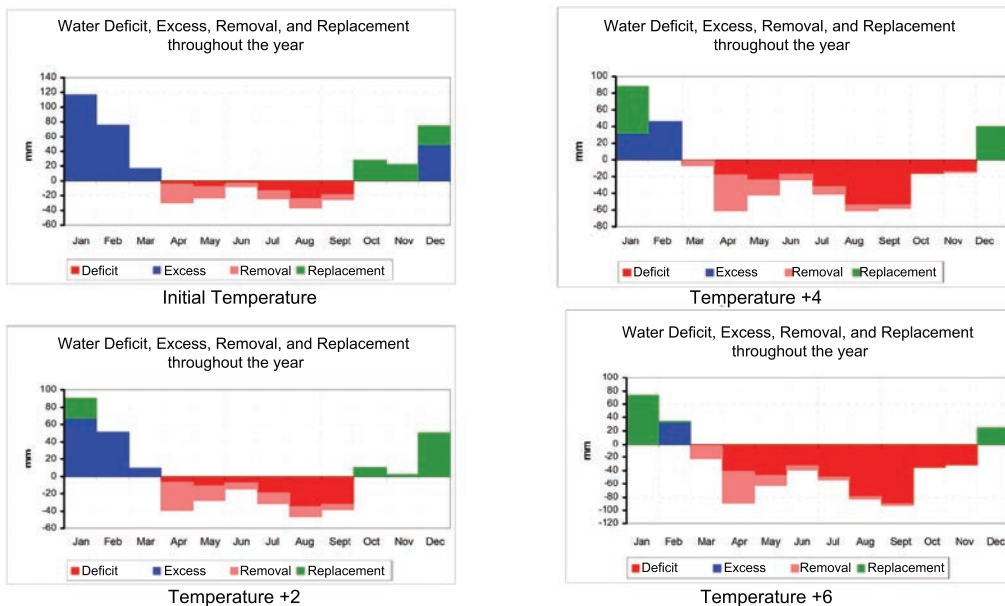 Water Deficit, Excess, Removal, and Replacement
throughout the year
140
120
100
80
60
40
20
0
-20
-40
-60
mm
Jan Feb Mar Apr May Jun Jul Aug Sept Oct Nov Dec
Deficit Excess Removal Replacement
Initial Temperature
Water Deficit, Excess, Removal, and Replacement
throughout the year
100
80
60
40
20
0
-20
-40
-60
-80
mm
Jan Feb Mar Apr May Jun Jul Aug Sept Oct Nov Dec
Deficit Excess Removal Replacement
Temperature +4
Water Deficit, Excess, Removal, and Replacement
throughout the year
100
80
60
40
20
0
-20
-40
-60
mm
Jan Feb Mar Apr May Jun Jul Aug Sept Oct Nov Dec
Deficit Excess Removal Replacement
Temperature +2
Water Deficit, Excess, Removal, and Replacement
throughout the year
100
80
60
40
20
0
-20
-40
-60
-80
-100
-120
mm
Jan Feb Mar Apr May Jun Jul Aug Sept Oct Nov Dec
Deficit Excess Removal Replacement
Temperature +6